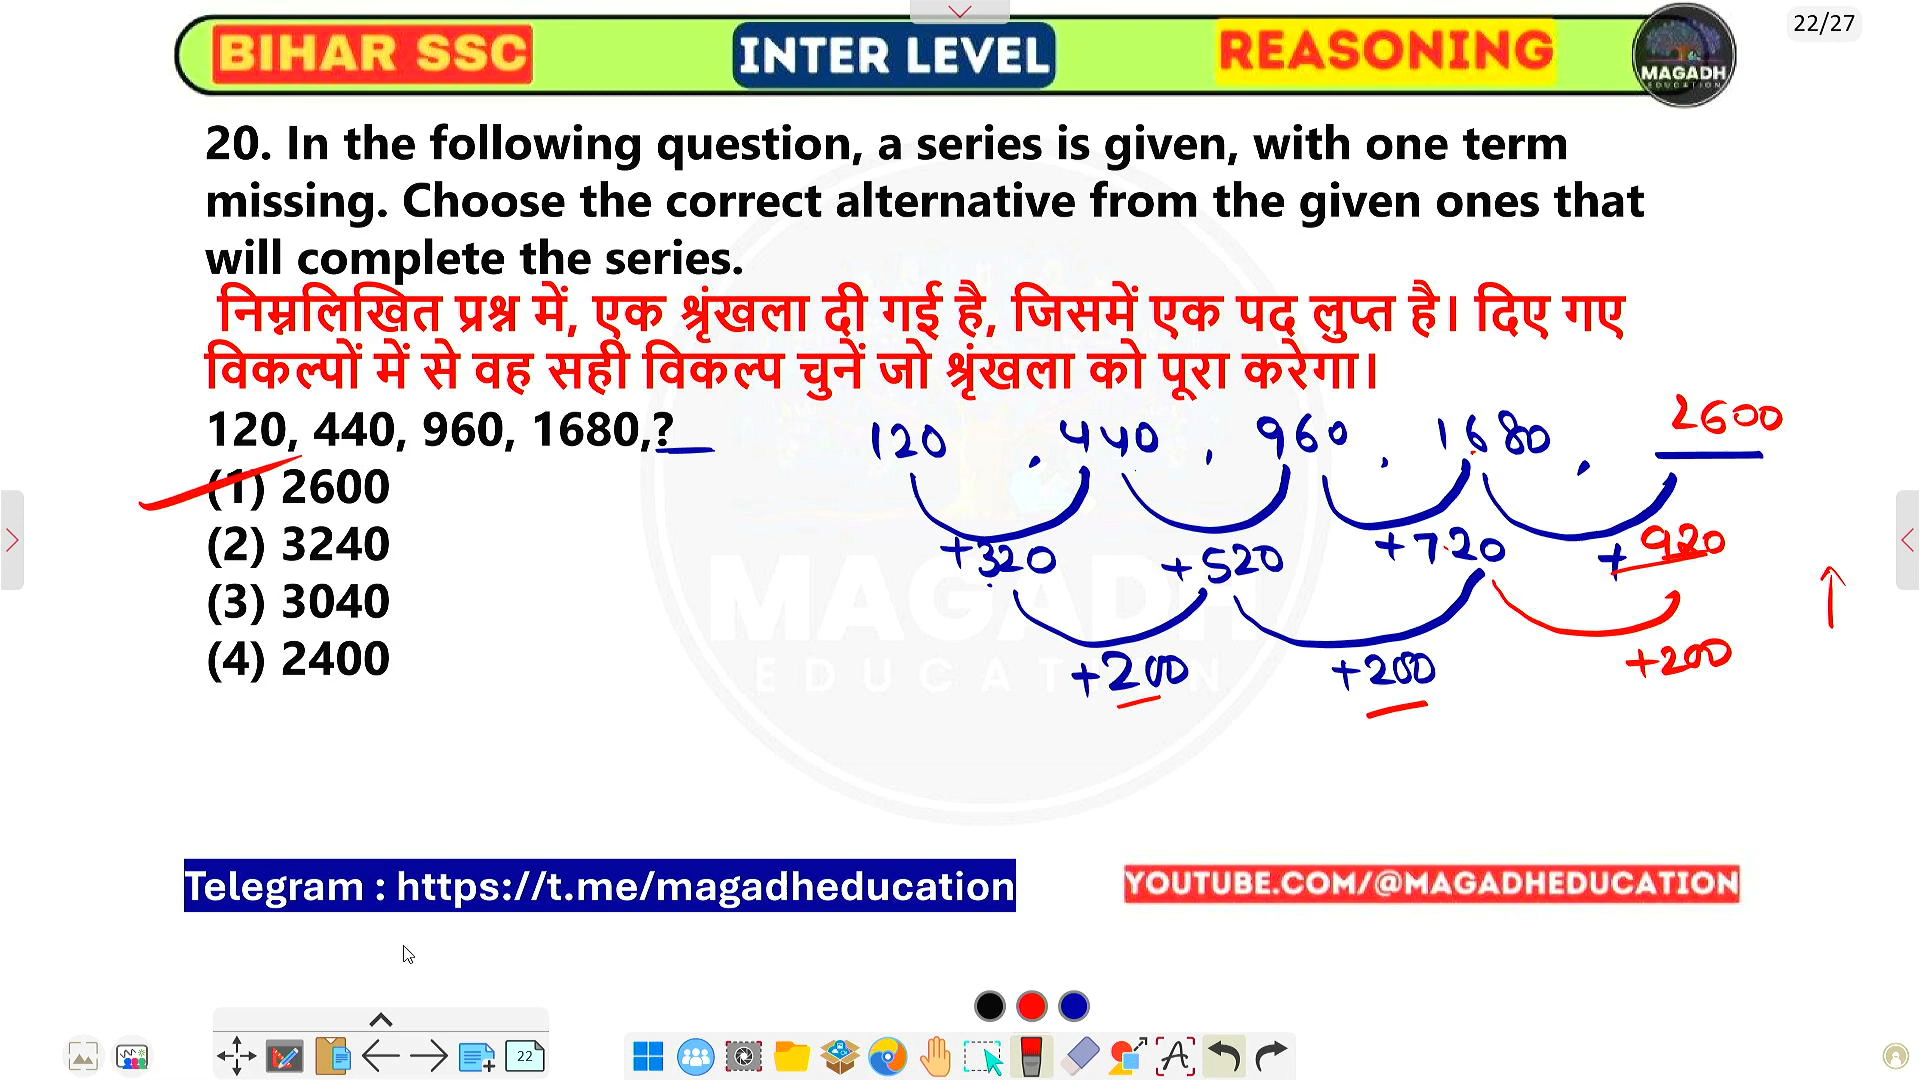 BIHAR SSC
INTER LEVEL
REASONING
MAGADH
EDUCATION
22/27
20. In the following question, a series is given, with one term
missing. Choose the correct alternative from the given ones that
will complete the series.
निम्नलिखित प्रश्न में, एक श्रृंखला दी गई है, जिसमें एक पद लुप्त है। दिए गए
विकल्पों में से वह सही विकल्प चुनें जो श्रृंखला को पूरा करेगा।
120, 440, 960, 1680,?
(1) 2600
(2) 3240
(3) 3040
(4) 2400
120 , 440 , 960 , 1680 , 2600
+320 +520 +720 +920
+200 +200 +200
MAGADH
EDUCATION
Telegram : https://t.me/magadheducation
YOUTUBE.COM/@MAGADHEDUCATION
22